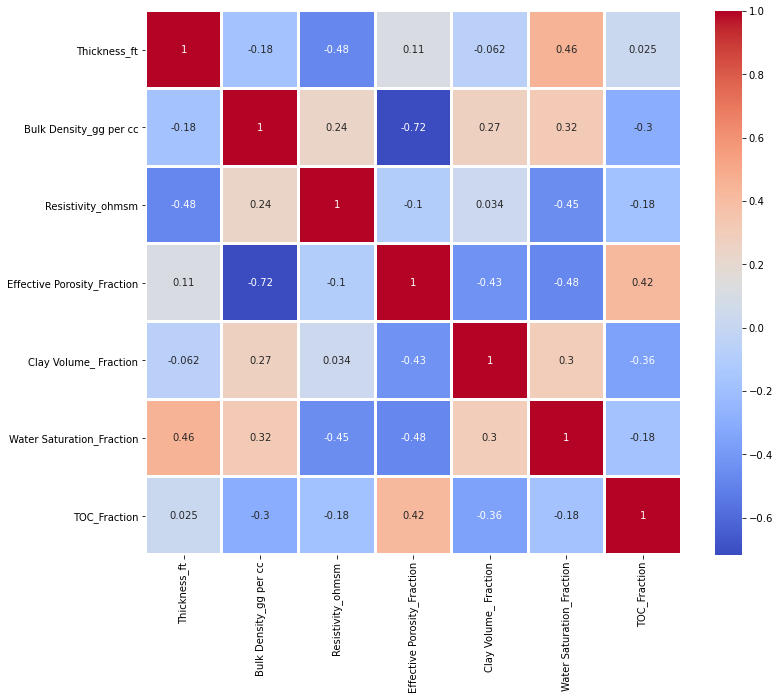 Thickness_ft 1 -0.18 -0.48 0.11 -0.062 0.46 0.025
Bulk Density_gg per cc -0.18 1 0.24 -0.72 0.27 0.32 -0.3
Resistivity_ohmsm -0.48 0.24 1 -0.1 0.034 -0.45 -0.18
Effective Porosity_Fraction 0.11 -0.72 -0.1 1 -0.43 -0.48 0.42
Clay Volume_ Fraction -0.062 0.27 0.034 -0.43 1 0.3 -0.36
Water Saturation_Fraction 0.46 0.32 -0.45 -0.48 0.3 1 -0.18
TOC_Fraction 0.025 -0.3 -0.18 0.42 -0.36 -0.18 1
Thickness_ft
Bulk Density_gg per cc
Resistivity_ohmsm
Effective Porosity_Fraction
Clay Volume_ Fraction
Water Saturation_Fraction
TOC_Fraction
1.0
0.8
0.6
0.4
0.2
0.0
-0.2
-0.4
-0.6